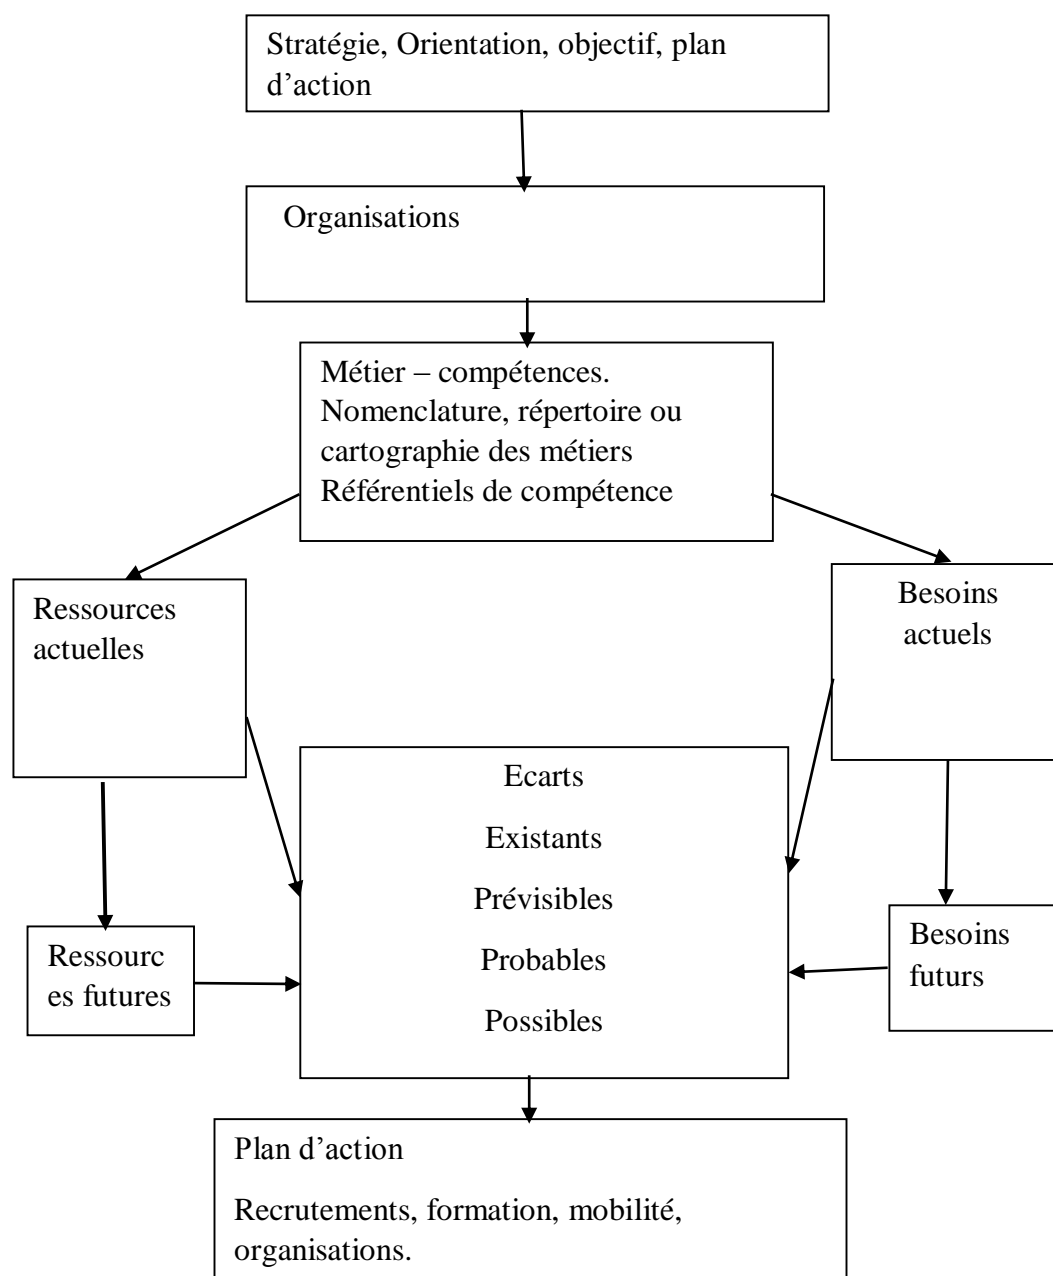 Stratégie, Orientation, objectif, plan
d’action
Organisations
Métier – compétences.
Nomenclature, répertoire ou
cartographie des métiers
Référentiels de compétence
Ressources
actuelles
Besoins
actuels
Ecarts
Existants
Prévisibles
Probables
Possibles
Ressourc
es futures
Besoins
futurs
Plan d’action
Recrutements, formation, mobilité,
organisations.